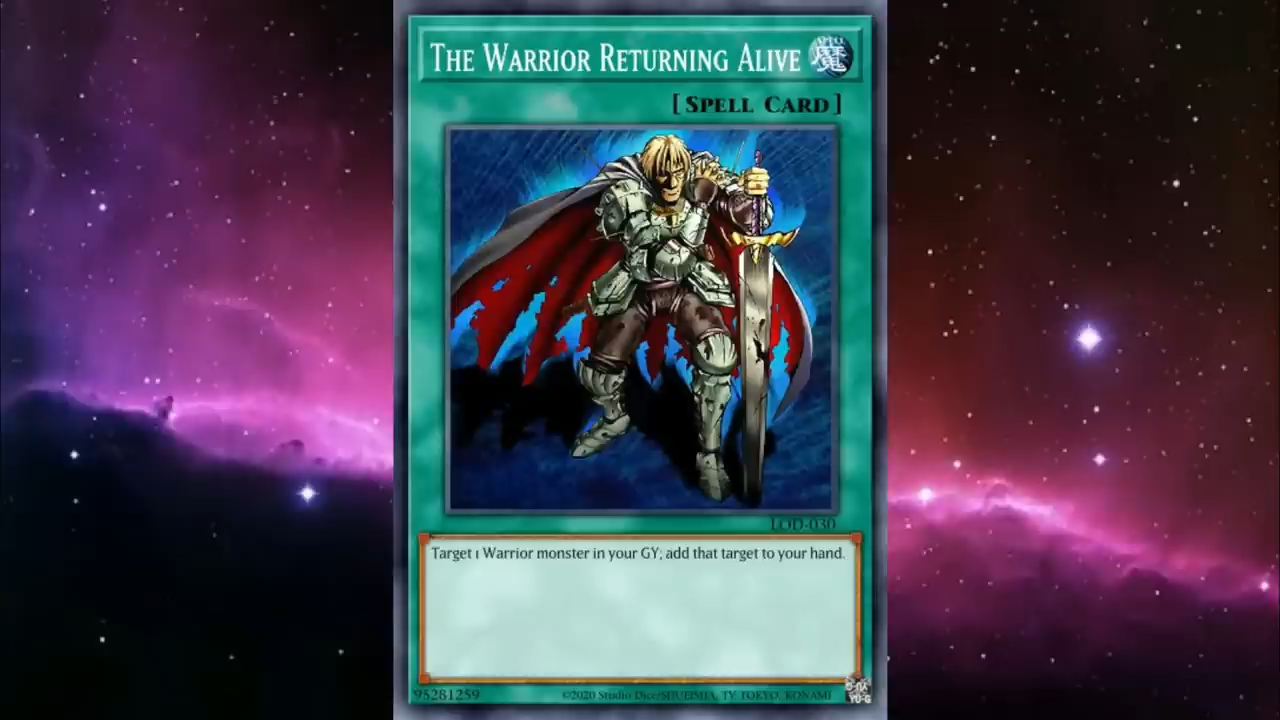 THE WARRIOR RETURNING ALIVE 魔
[ SPELL CARD ]
LOD-030
Target 1 Warrior monster in your GY; add that target to your hand.
95281259
©2020 Studio Dice/SHUEISHA, TV TOKYO, KONAMI